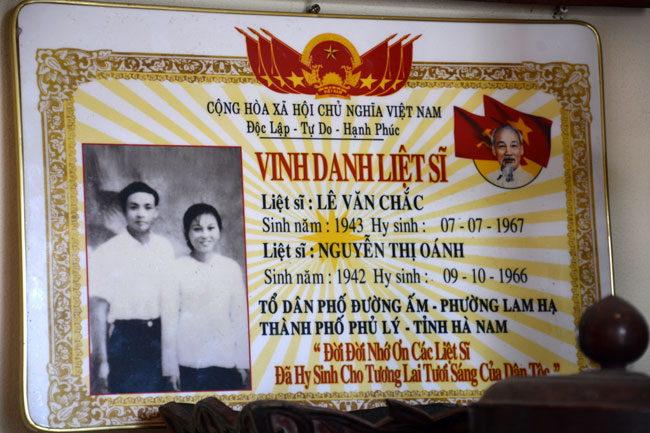 CỘNG HÒA XÃ HỘI CHỦ NGHĨA VIỆT NAM
Độc Lập - Tự Do - Hạnh Phúc
VINH DANH LIỆT SĨ
Liệt sĩ : LÊ VĂN CHẮC
Sinh năm : 1943 Hy sinh : 07 - 07 - 1967
Liệt sĩ : NGUYỄN THỊ OÁNH
Sinh năm : 1942 Hy sinh : 09 - 10 - 1966
TỔ DÂN PHỐ ĐƯỜNG ẤM - PHƯỜNG LAM HẠ
THÀNH PHỐ PHỦ LÝ - TỈNH HÀ NAM
“ Đời Đời Nhớ Ơn Các Liệt Sĩ
Đã Hy Sinh Cho Tương Lai Tươi Sáng Của Dân Tộc ”